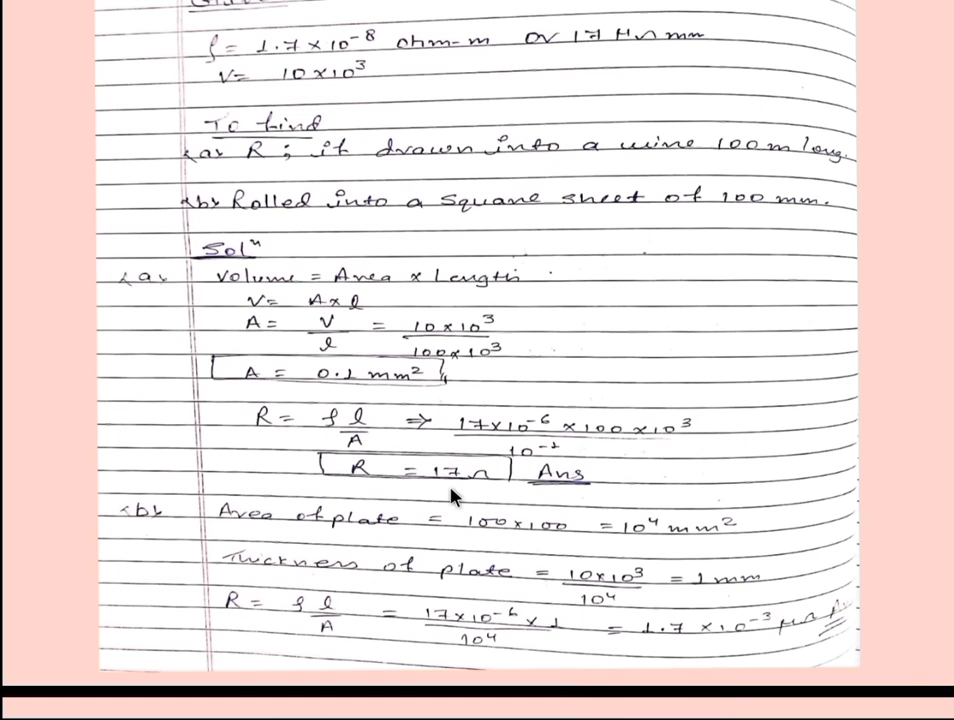 ρ = 1.7 × 10⁻⁸ ohm-m or 17 μΩ mm
V = 10 × 10³
To find
<a> R ; if drawn into a wire 100 m long.
<b> Rolled into a square sheet of 100 mm.
Solⁿ
<a> Volume = Area × Length
V = A × l
A = V/l = 10 × 10³/100 × 10³
A = 0.1 mm²
R = ρ l/A ⇒ 17 × 10⁻⁶ × 100 × 10³/10⁻¹
R = 17 Ω Ans
<b> Area of plate = 100 × 100 = 10⁴ mm²
Thickness of plate = 10 × 10³/10⁴ = 1 mm
R = ρ l/A = 17 × 10⁻⁶ × 1/10⁴ = 1.7 × 10⁻³ μΩ